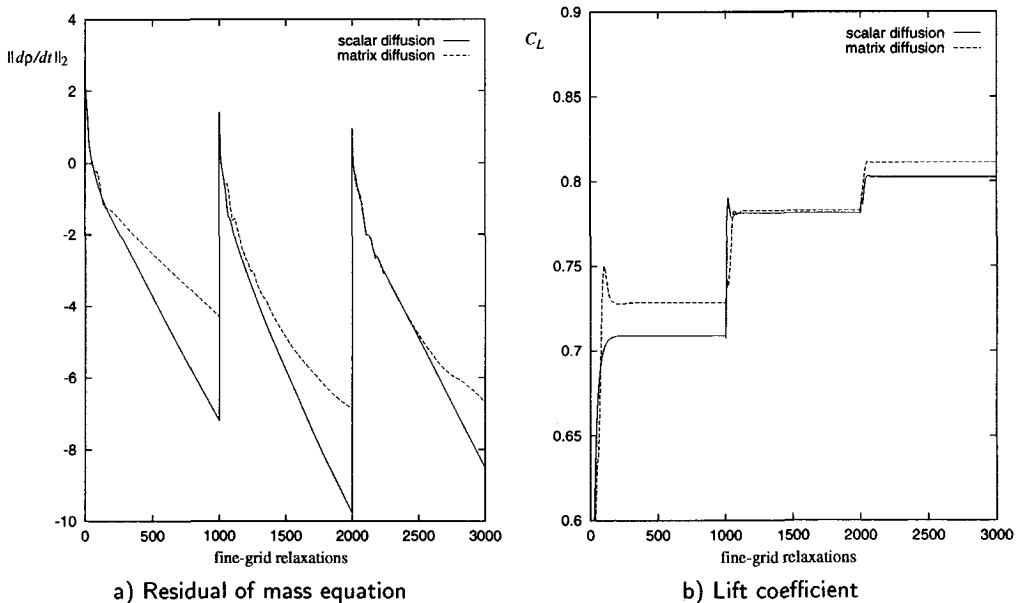 4
2
0
-2
-4
-6
-8
-10
||dρ/dt||₂
scalar diffusion
matrix diffusion
0 500 1000 1500 2000 2500 3000
fine-grid relaxations
a) Residual of mass equation
0.9
0.85
0.8
0.75
0.7
0.65
0.6
C_L
scalar diffusion
matrix diffusion
0 500 1000 1500 2000 2500 3000
fine-grid relaxations
b) Lift coefficient